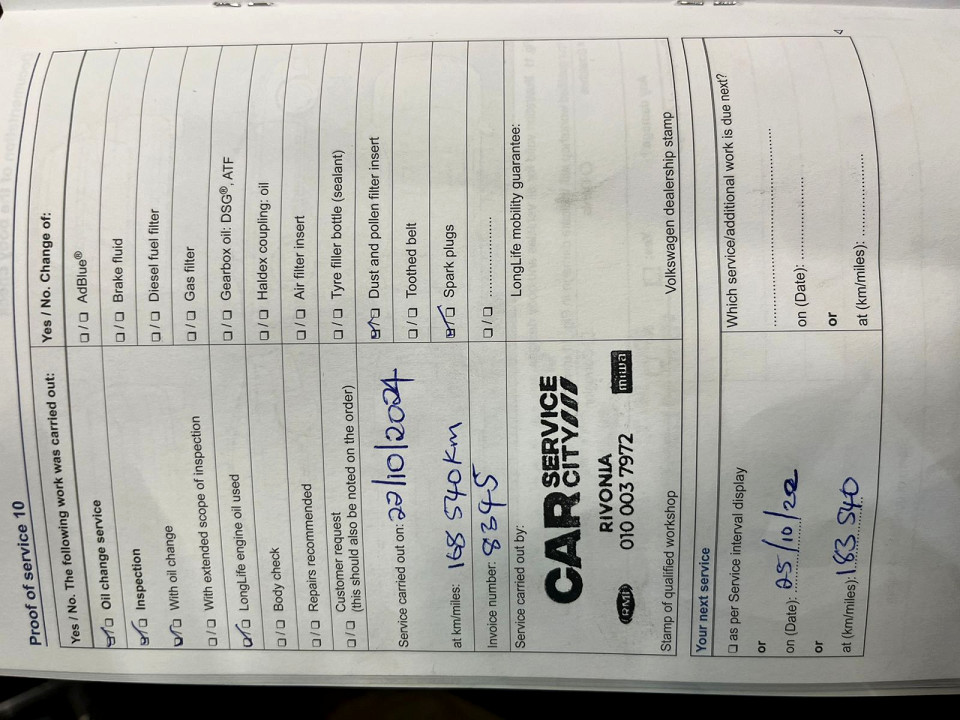 Proof of service 10
Yes / No. The following work was carried out:
☑ / ☐ Oil change service
☑ / ☐ Inspection
☑ / ☐ With oil change
☐ / ☐ With extended scope of inspection
☑ / ☐ LongLife engine oil used
☐ / ☐ Body check
☐ / ☐ Repairs recommended
☐ / ☐ Customer request
(this should also be noted on the order)
Service carried out on: 22/10/2024
at km/miles: 168 540 km
Invoice number: 8345
Service carried out by:
CAR SERVICE
CITY
RIVONIA
RMI 010 003 7972 miwa
Stamp of qualified workshop
Yes / No. Change of:
☐ / ☐ AdBlue®
☐ / ☐ Brake fluid
☐ / ☐ Diesel fuel filter
☐ / ☐ Gas filter
☐ / ☐ Gearbox oil: DSG®, ATF
☐ / ☐ Haldex coupling: oil
☐ / ☐ Air filter insert
☐ / ☐ Tyre filler bottle (sealant)
☑ / ☐ Dust and pollen filter insert
☐ / ☐ Toothed belt
☑ / ☐ Spark plugs
☐ / ☐ ....................
LongLife mobility guarantee:
Volkswagen dealership stamp
Your next service
☐ as per Service interval display
or
on (Date): 25/10/
or
at (km/miles): 183 540
Which service/additional work is due next?
....................
on (Date): ....................
or
at (km/miles): ....................
4